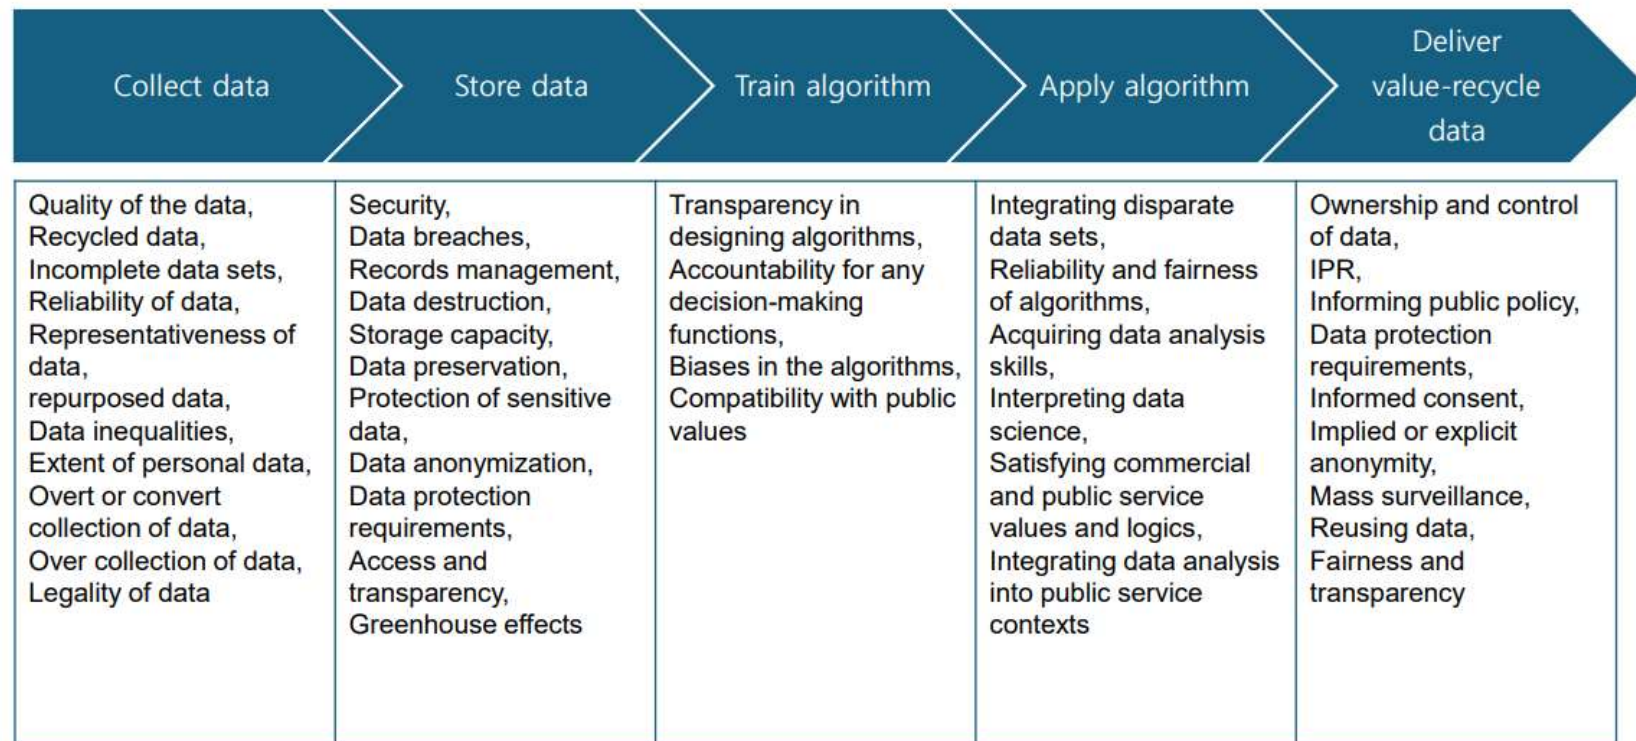 Collect data
Store data
Train algorithm
Apply algorithm
Deliver
value-recycle
data
Quality of the data,
Recycled data,
Incomplete data sets,
Reliability of data,
Representativeness of
data,
repurposed data,
Data inequalities,
Extent of personal data,
Overt or convert
collection of data,
Over collection of data,
Legality of data
Security,
Data breaches,
Records management,
Data destruction,
Storage capacity,
Data preservation,
Protection of sensitive
data,
Data anonymization,
Data protection
requirements,
Access and
transparency,
Greenhouse effects
Transparency in
designing algorithms,
Accountability for any
decision-making
functions,
Biases in the algorithms,
Compatibility with public
values
Integrating disparate
data sets,
Reliability and fairness
of algorithms,
Acquiring data analysis
skills,
Interpreting data
science,
Satisfying commercial
and public service
values and logics,
Integrating data analysis
into public service
contexts
Ownership and control
of data,
IPR,
Informing public policy,
Data protection
requirements,
Informed consent,
Implied or explicit
anonymity,
Mass surveillance,
Reusing data,
Fairness and
transparency